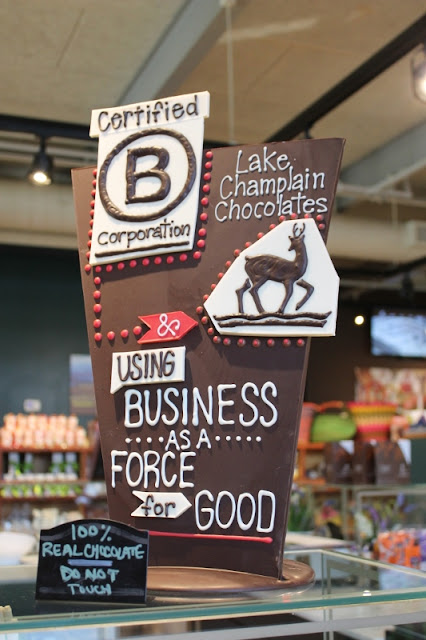 Certified
B
Corporation
Lake
Champlain
Chocolates
&
USING
BUSINESS
....AS A.....
FORCE
for GOOD
100%
REAL CHOCOLATE
DO NOT
TOUCH